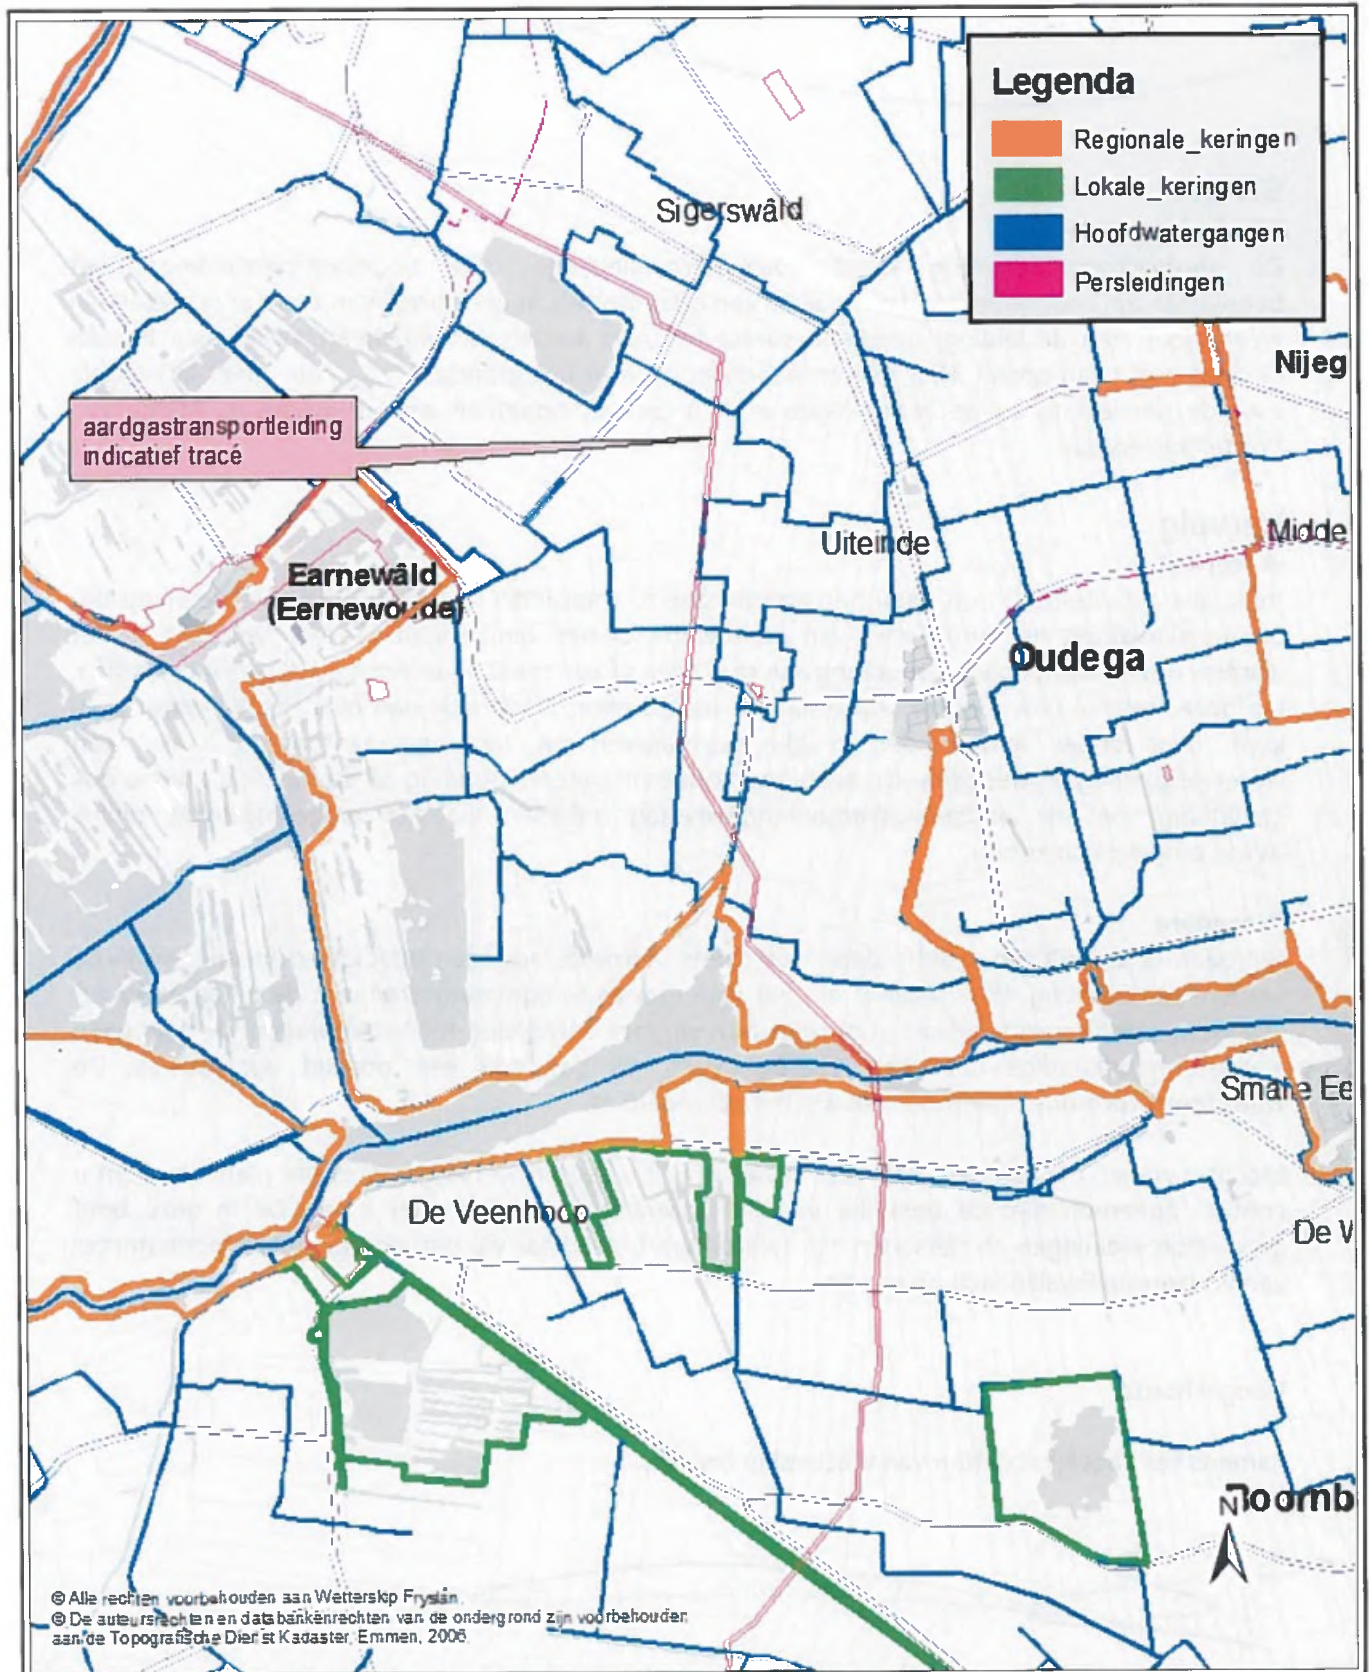 Legenda
Regionale_keringen
Lokale_keringen
Hoofdwatergangen
Persleidingen
Sigerswâld
Nijeg
aardgastransportleiding
indicatief tracé
Uiteinde
Midde
Earnewâld
(Eernewoude)
Oudega
Smalle Ee
De Veenhoop
De W
N
Boornb
© Alle rechten voorbehouden aan Wetterskip Fryslân.
© De auteursrechten en databankenrechten van de ondergrond zijn voorbehouden
aan de Topografische Dienst Kadaster, Emmen, 2006.